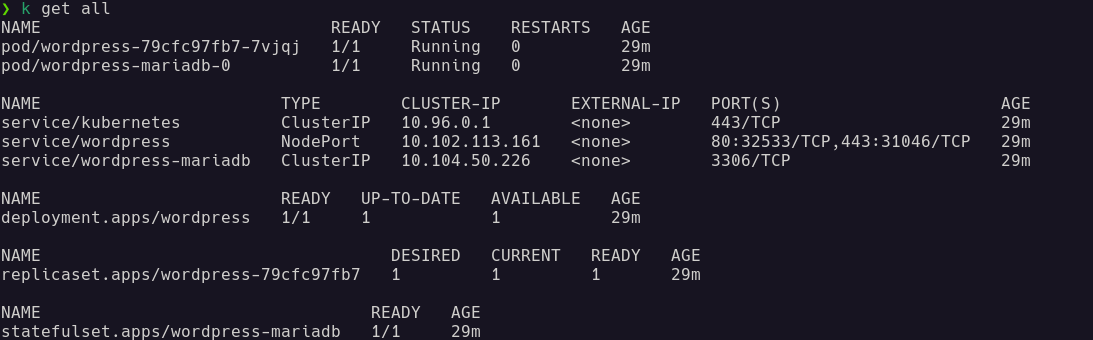 ❯ k get all
NAME                             READY   STATUS    RESTARTS   AGE
pod/wordpress-79cfc97fb7-7vjqj   1/1     Running   0          29m
pod/wordpress-mariadb-0          1/1     Running   0          29m

NAME                        TYPE        CLUSTER-IP       EXTERNAL-IP   PORT(S)                      AGE
service/kubernetes          ClusterIP   10.96.0.1        <none>        443/TCP                      29m
service/wordpress           NodePort    10.102.113.161   <none>        80:32533/TCP,443:31046/TCP   29m
service/wordpress-mariadb   ClusterIP   10.104.50.226    <none>        3306/TCP                     29m

NAME                        READY   UP-TO-DATE   AVAILABLE   AGE
deployment.apps/wordpress   1/1     1            1           29m

NAME                                   DESIRED   CURRENT   READY   AGE
replicaset.apps/wordpress-79cfc97fb7   1         1         1       29m

NAME                                 READY   AGE
statefulset.apps/wordpress-mariadb   1/1     29m